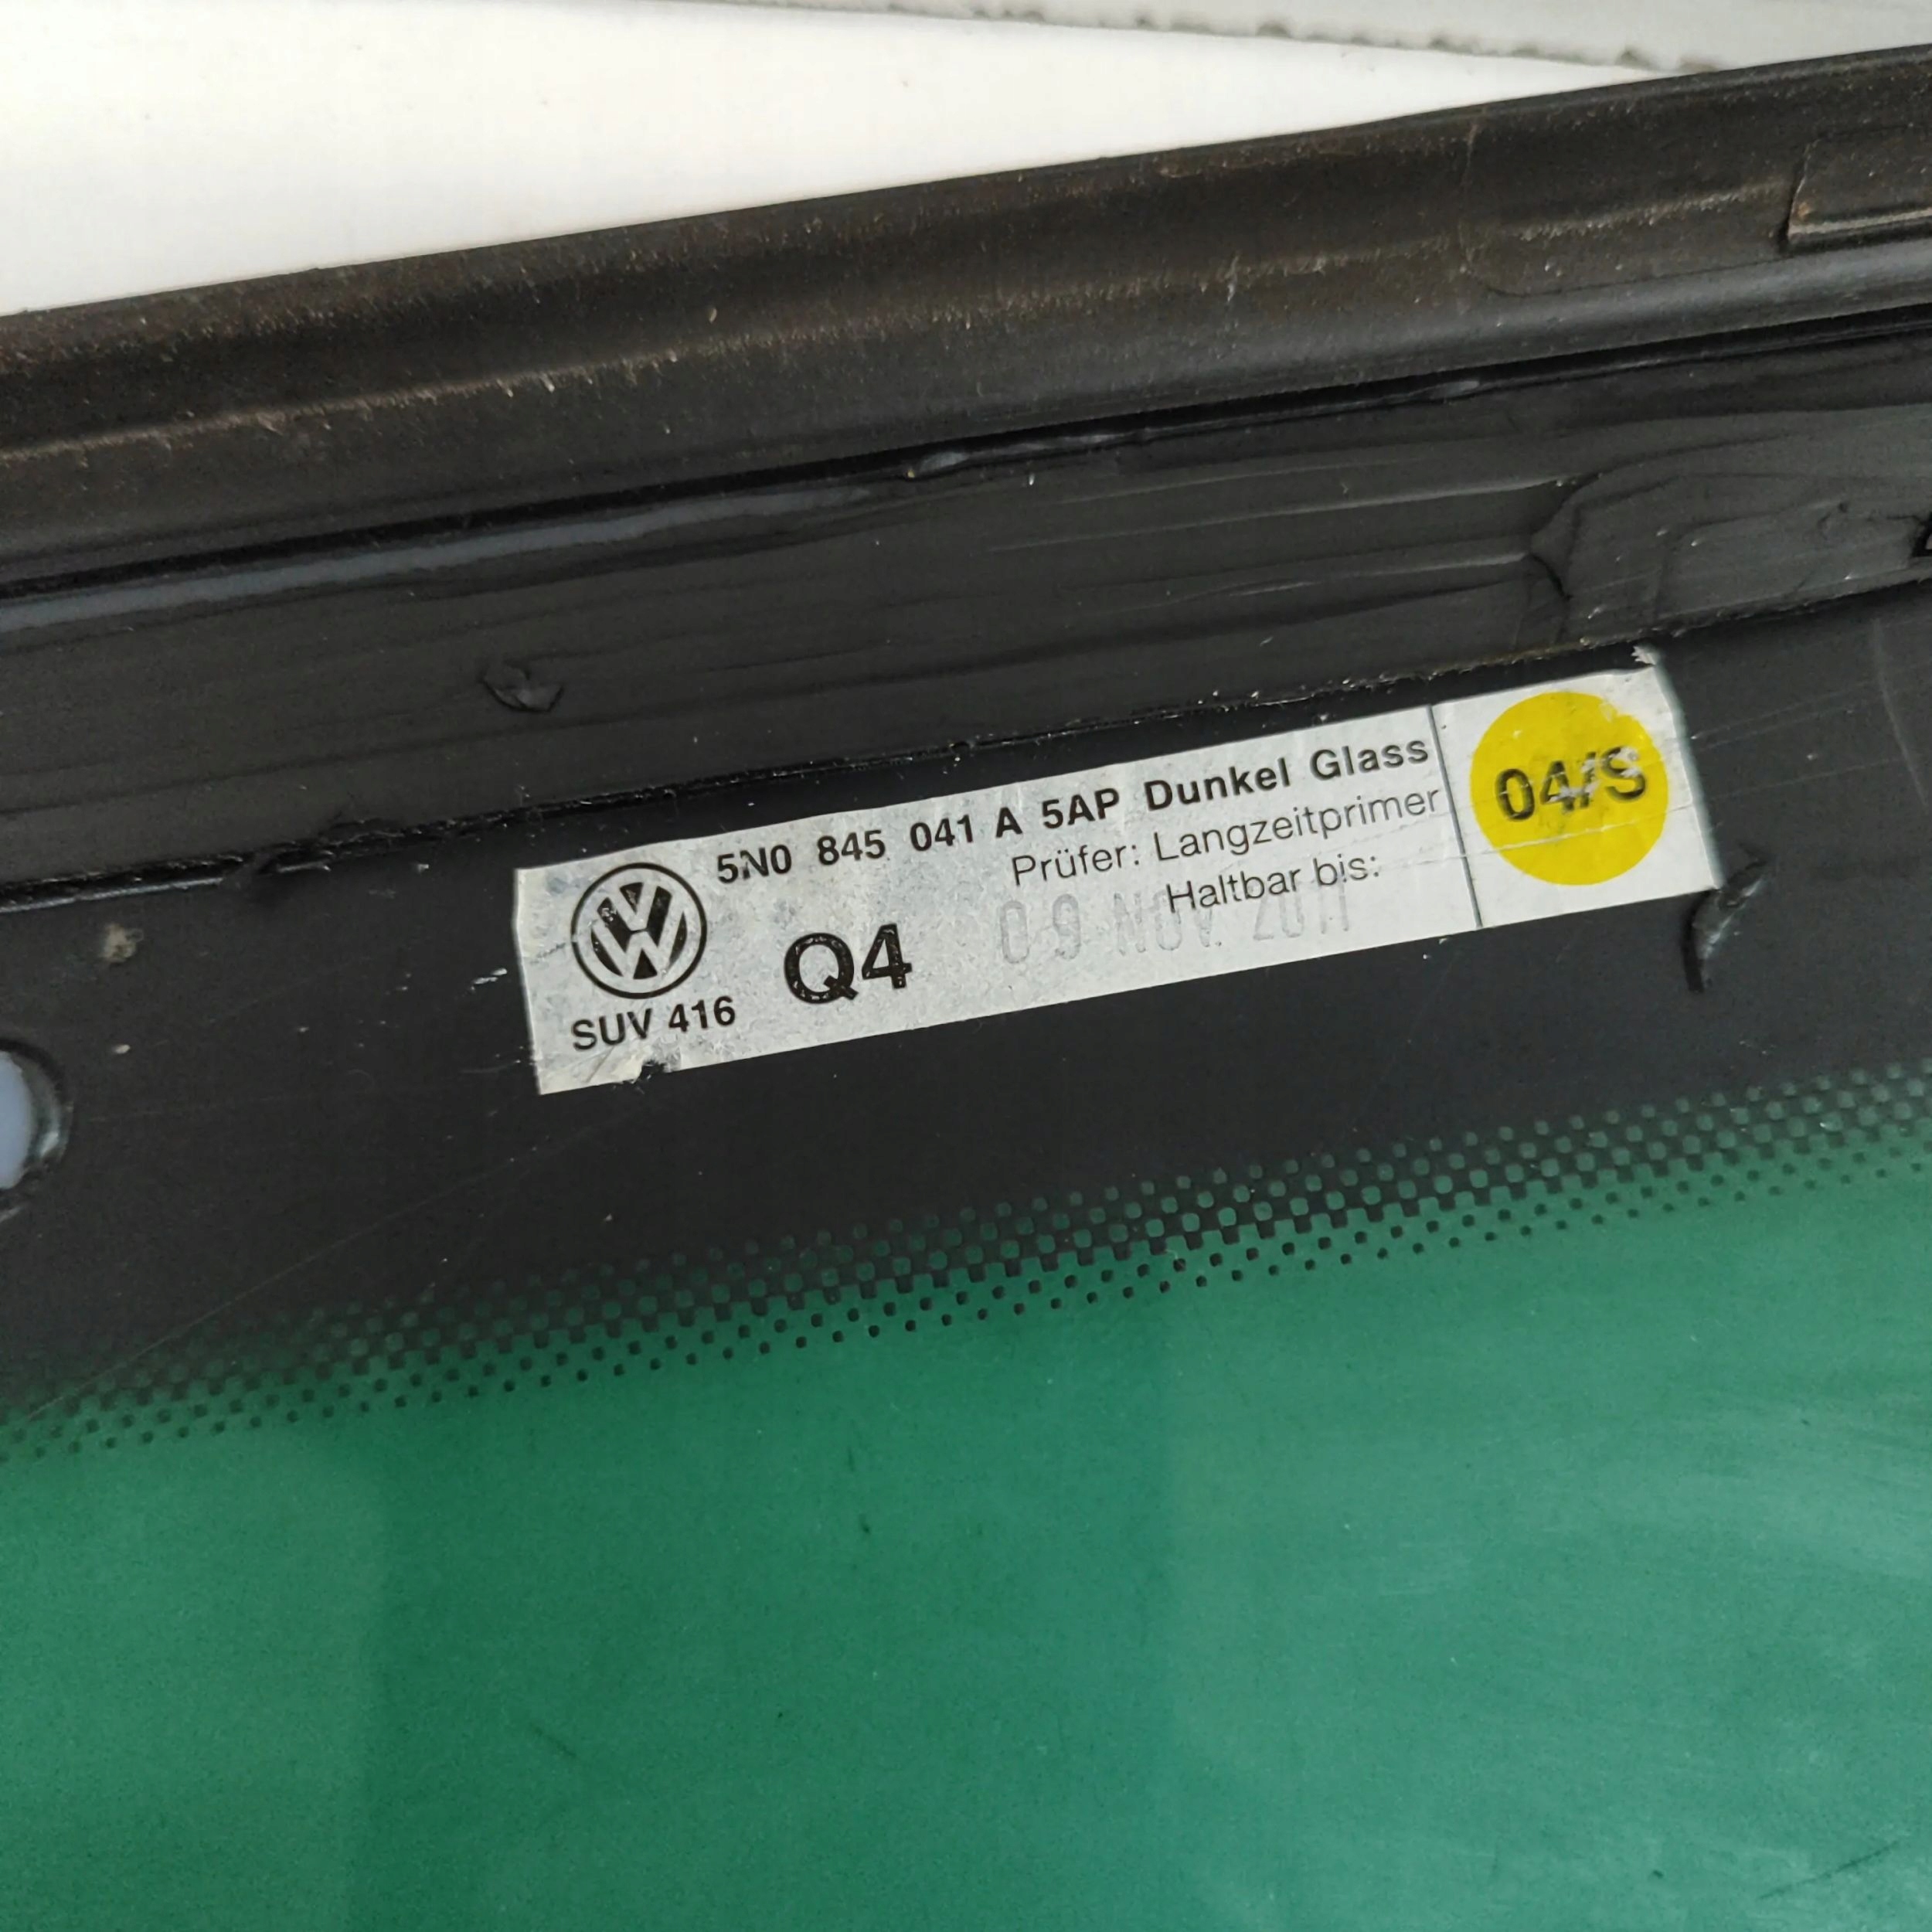 5N0 845 041 A 5AP Dunkel Glass
Prüfer: Langzeitprimer
Haltbar bis:
09 NOV. 2011
Q4
SUV 416
04/S